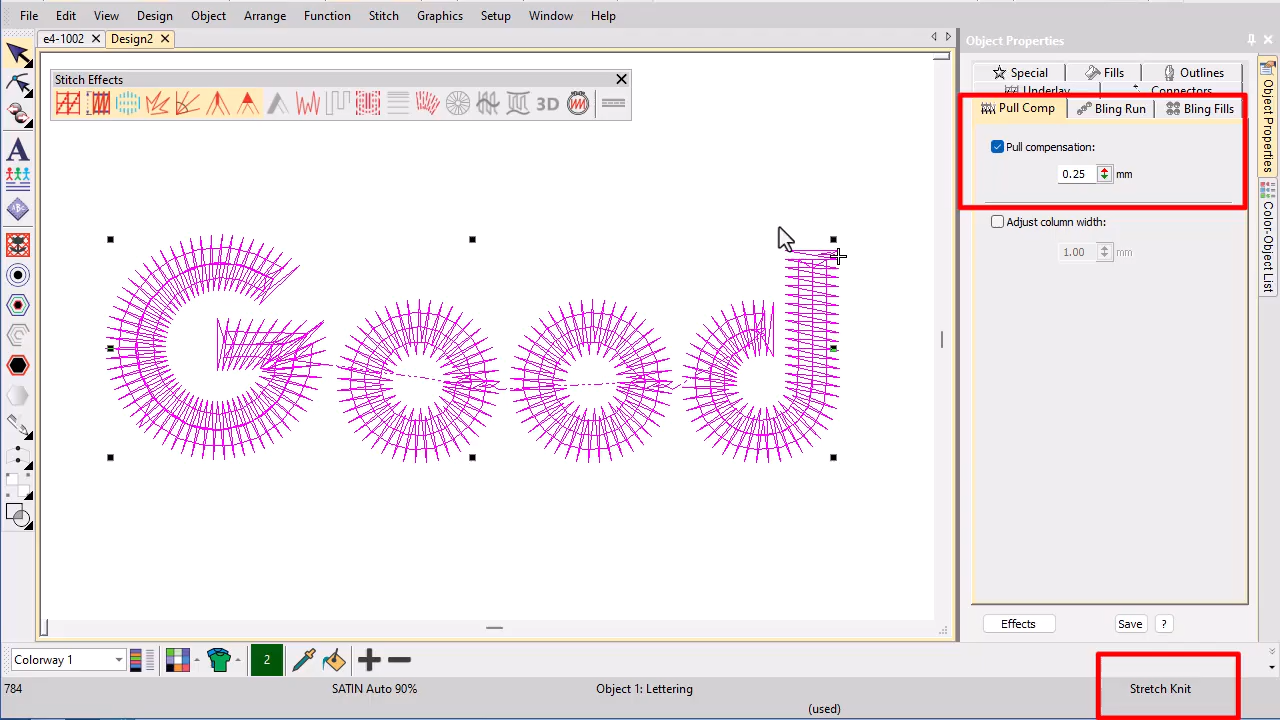 File Edit View Design Object Arrange Function Stitch Graphics Setup Window Help
e4-1002 Design2
Object Properties
Stitch Effects
3D
Special Fills Outlines
Underlay Connectors
Pull Comp Bling Run Bling Fills
Pull compensation:
0.25 mm
Adjust column width:
1.00 mm
Object Properties
Color-Object List
A
ABC
Good
Effects Save ?
Colorway 1
2
784 SATIN Auto 90% Object 1: Lettering Stretch Knit
(used)